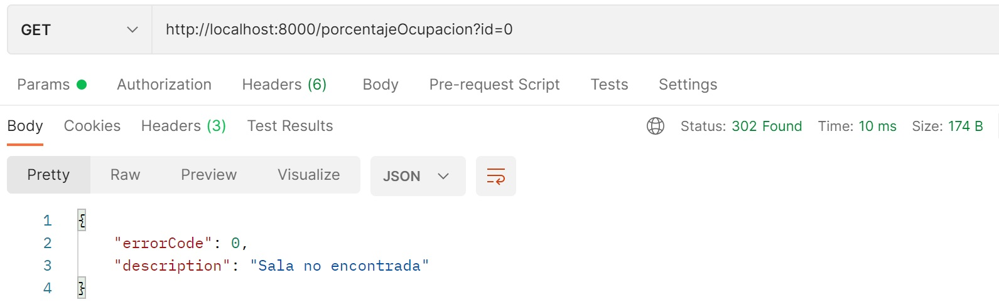 GET http://localhost:8000/porcentajeOcupacion?id=0
Params Authorization Headers (6) Body Pre-request Script Tests Settings
Body Cookies Headers (3) Test Results Status: 302 Found Time: 10 ms Size: 174 B
Pretty Raw Preview Visualize JSON
1 {
2 "errorCode": 0,
3 "description": "Sala no encontrada"
4 }